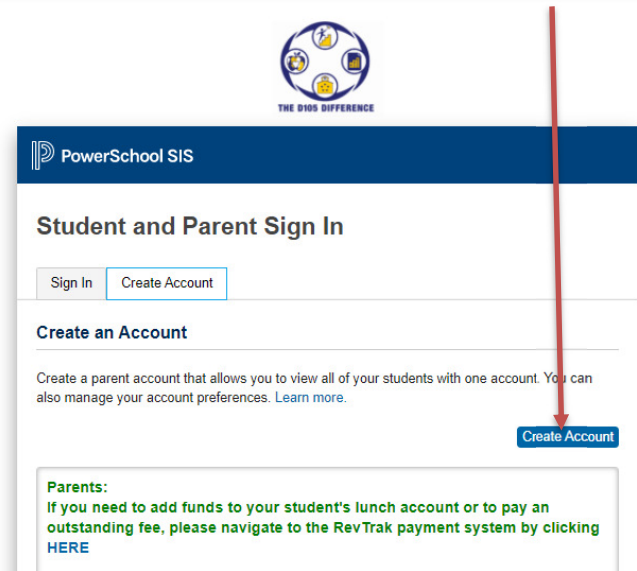 THE D105 DIFFERENCE
PowerSchool SIS
Student and Parent Sign In
Sign In
Create Account
Create an Account
Create a parent account that allows you to view all of your students with one account. You can
also manage your account preferences. Learn more.
Create Account
Parents:
If you need to add funds to your student's lunch account or to pay an
outstanding fee, please navigate to the RevTrak payment system by clicking
HERE